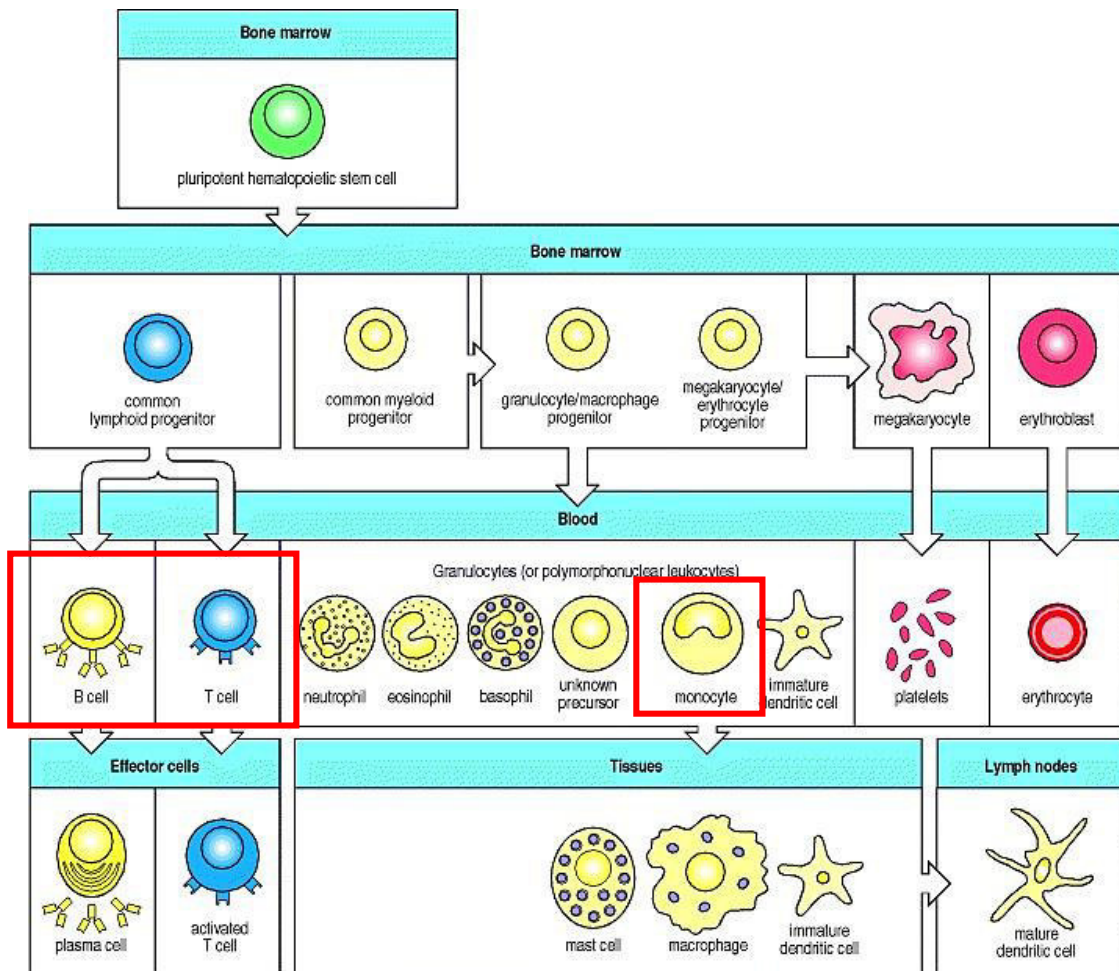 Bone marrow
pluripotent hematopoietic stem cell
Bone marrow
common
lymphoid progenitor
common myeloid
progenitor
granulocyte/macrophage
progenitor
megakaryocyte/
erythrocyte
progenitor
megakaryocyte
erythroblast
Blood
Granulocytes (or polymorphonuclear leukocytes)
B cell
T cell
neutrophil
eosinophil
basophil
unknown
precursor
monocyte
immature
dendritic cell
platelets
erythrocyte
Effector cells
Tissues
Lymph nodes
plasma cell
activated
T cell
mast cell
macrophage
immature
dendritic cell
mature
dendritic cell